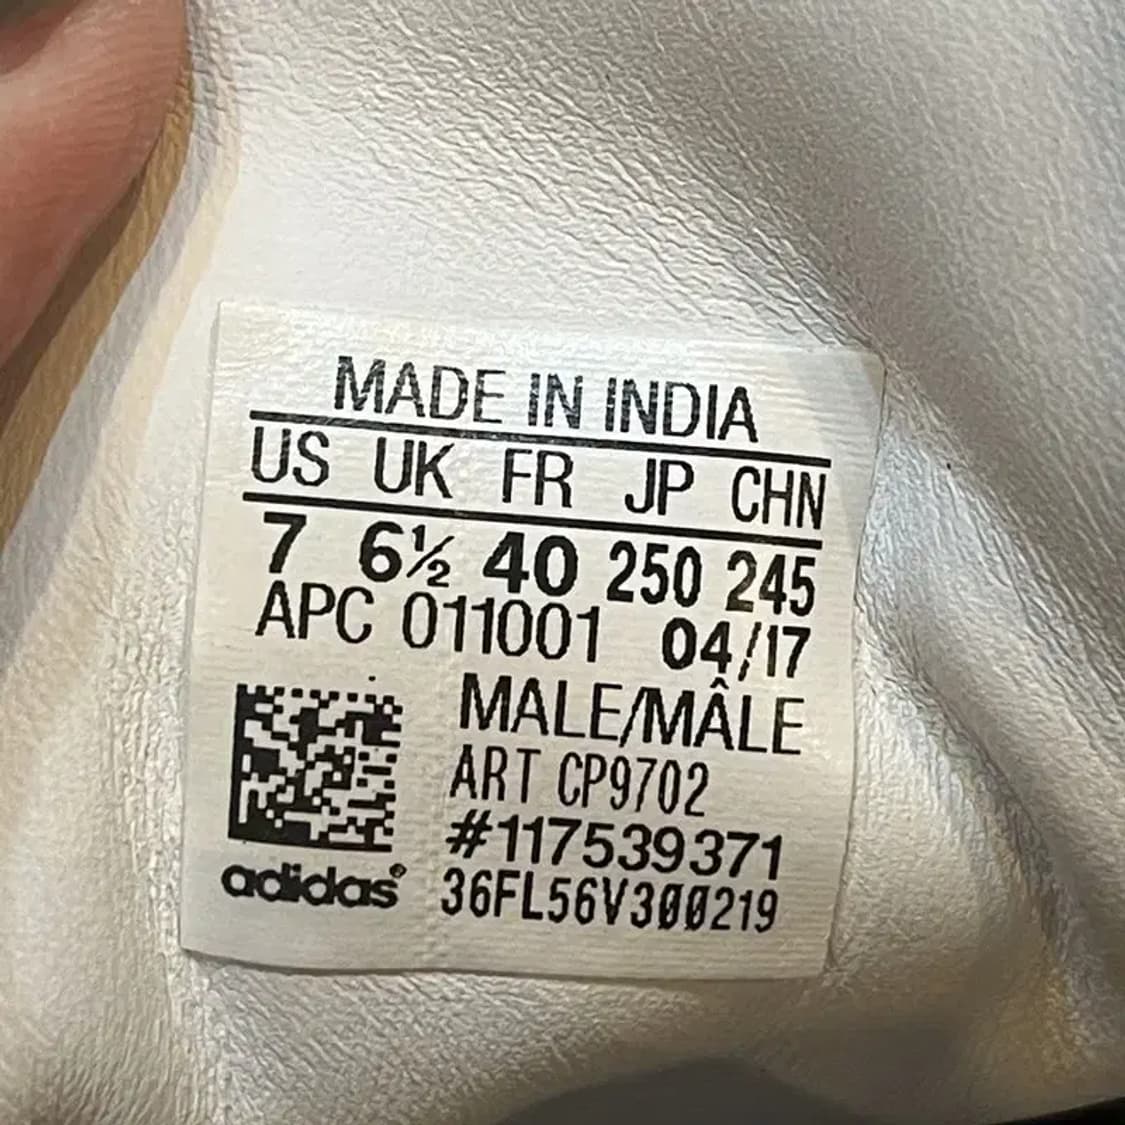 MADE IN INDIA
US UK FR JP CHN
7 6½ 40 250 245
APC 011001 04/17
MALE/MÂLE
ART CP9702
#117539371
adidas® 36FL56V300219